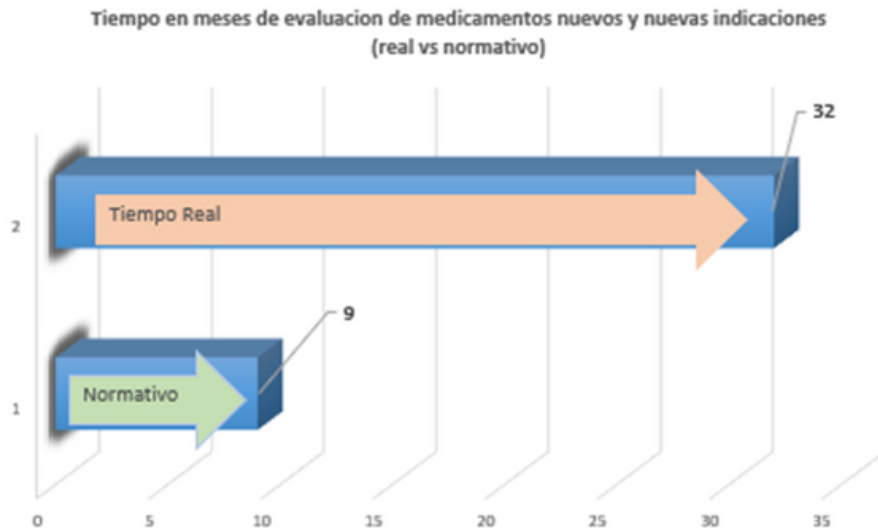 Tiempo en meses de evaluacion de medicamentos nuevos y nuevas indicaciones
(real vs normativo)
32
2
Tiempo Real
9
Normativo
1
0 5 10 15 20 25 30 35